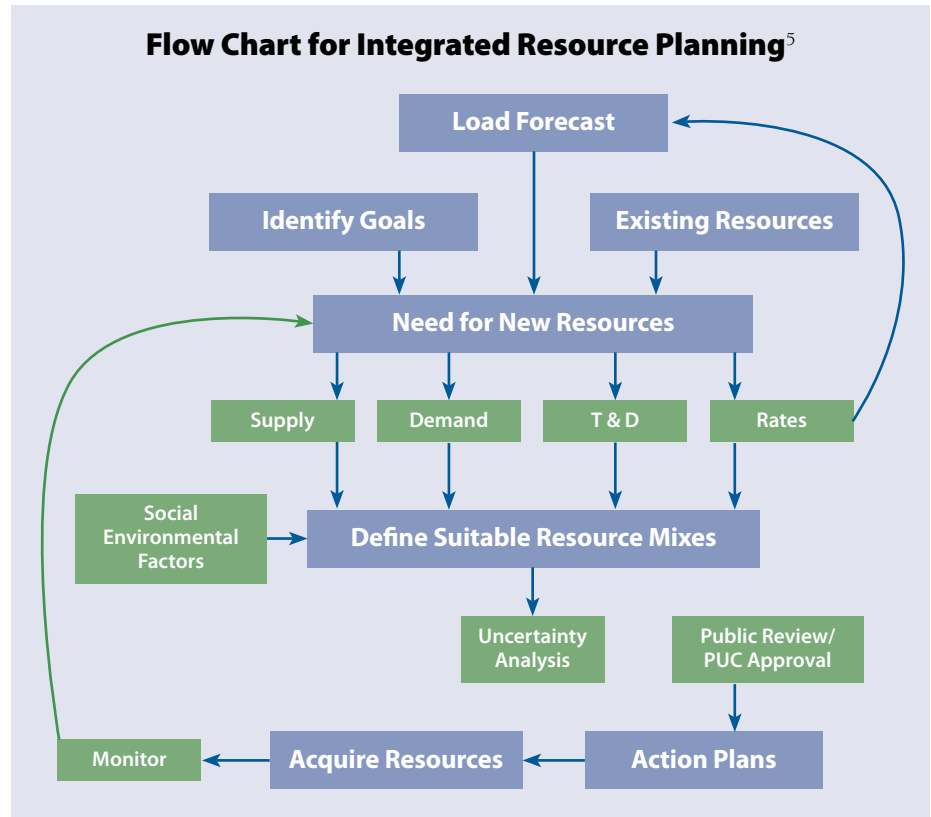 Flow Chart for Integrated Resource Planning5
Load Forecast
Identify Goals
Existing Resources
Need for New Resources
Supply
Demand
T & D
Rates
Social
Environmental
Factors
Define Suitable Resource Mixes
Uncertainty
Analysis
Public Review/
PUC Approval
Monitor
Acquire Resources
Action Plans